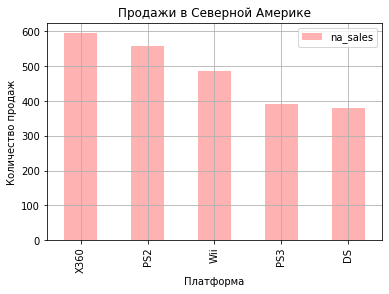 Продажи в Северной Америке
na_sales
600
500
400
300
200
100
0
Количество продаж
X360
PS2
Wii
PS3
DS
Платформа